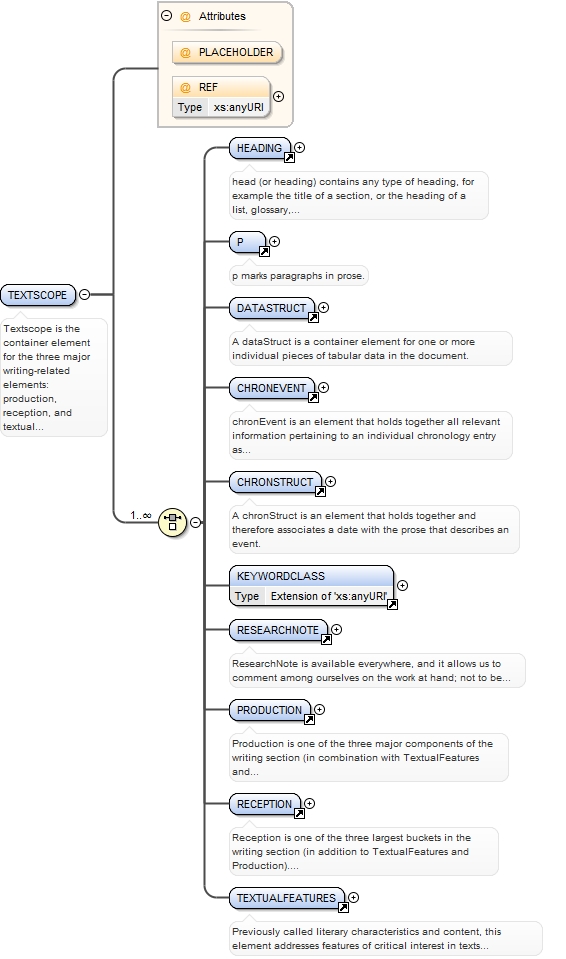 @ Attributes
@ PLACEHOLDER
@ REF
Type xs:anyURI
HEADING
head (or heading) contains any type of heading, for
example the title of a section, or the heading of a
list, glossary,...
P
p marks paragraphs in prose.
TEXTSCOPE
Textscope is the
container element
for the three major
writing-related
elements:
production,
reception, and
textual...
DATASTRUCT
A dataStruct is a container element for one or more
individual pieces of tabular data in the document.
CHRONEVENT
chronEvent is an element that holds together all relevant
information pertaining to an individual chronology entry
as...
CHRONSTRUCT
A chronStruct is an element that holds together and
therefore associates a date with the prose that describes an
event.
1..∞
KEYWORDCLASS
Type Extension of 'xs:anyURI'
RESEARCHNOTE
ResearchNote is available everywhere, and it allows us to
comment among ourselves on the work at hand; not to be...
PRODUCTION
Production is one of the three major components of the
writing section (in combination with TextualFeatures
and...
RECEPTION
Reception is one of the three largest buckets in the
writing section (in addition to TextualFeatures and
Production)....
TEXTUALFEATURES
Previously called literary characteristics and content, this
element addresses features of critical interest in texts...